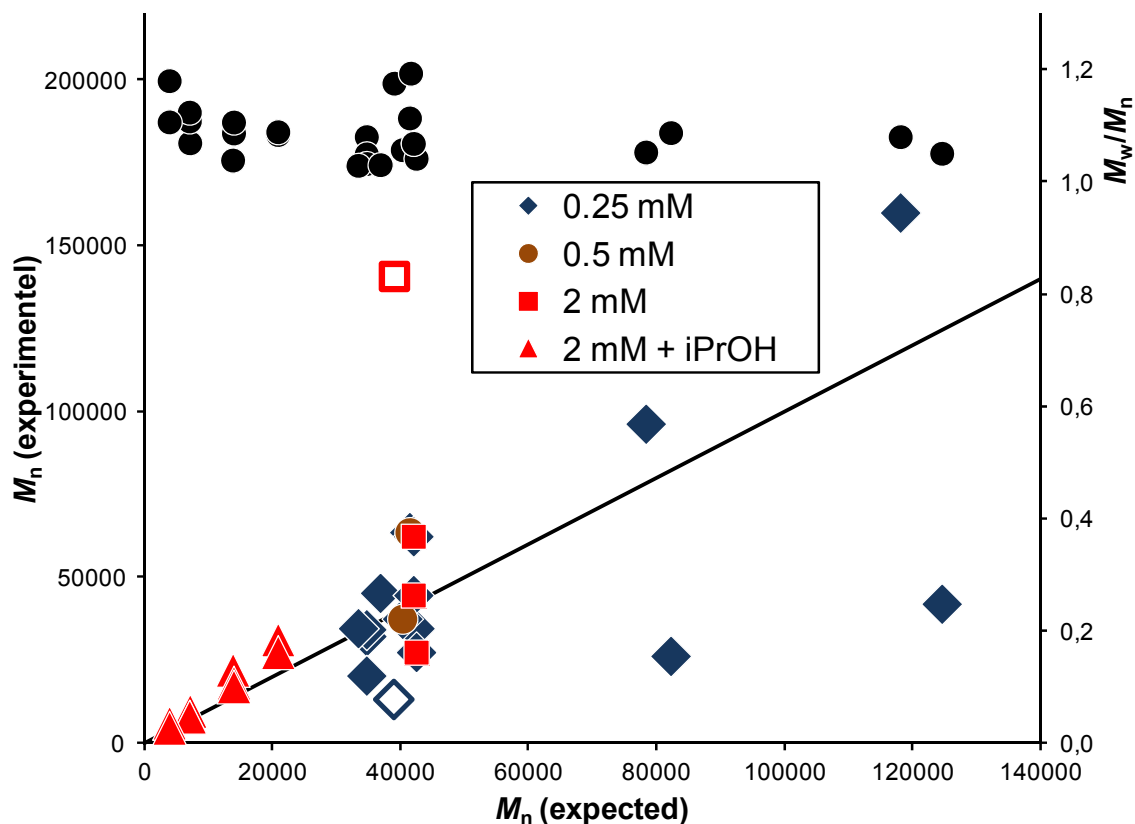 200000
150000
100000
50000
0
Mn (experimentel)
0.25 mM
0.5 mM
2 mM
2 mM + iPrOH
1,2
1,0
0,8
0,6
0,4
0,2
0,0
Mw/Mn
0
20000
40000
60000
80000
100000
120000
140000
Mn (expected)